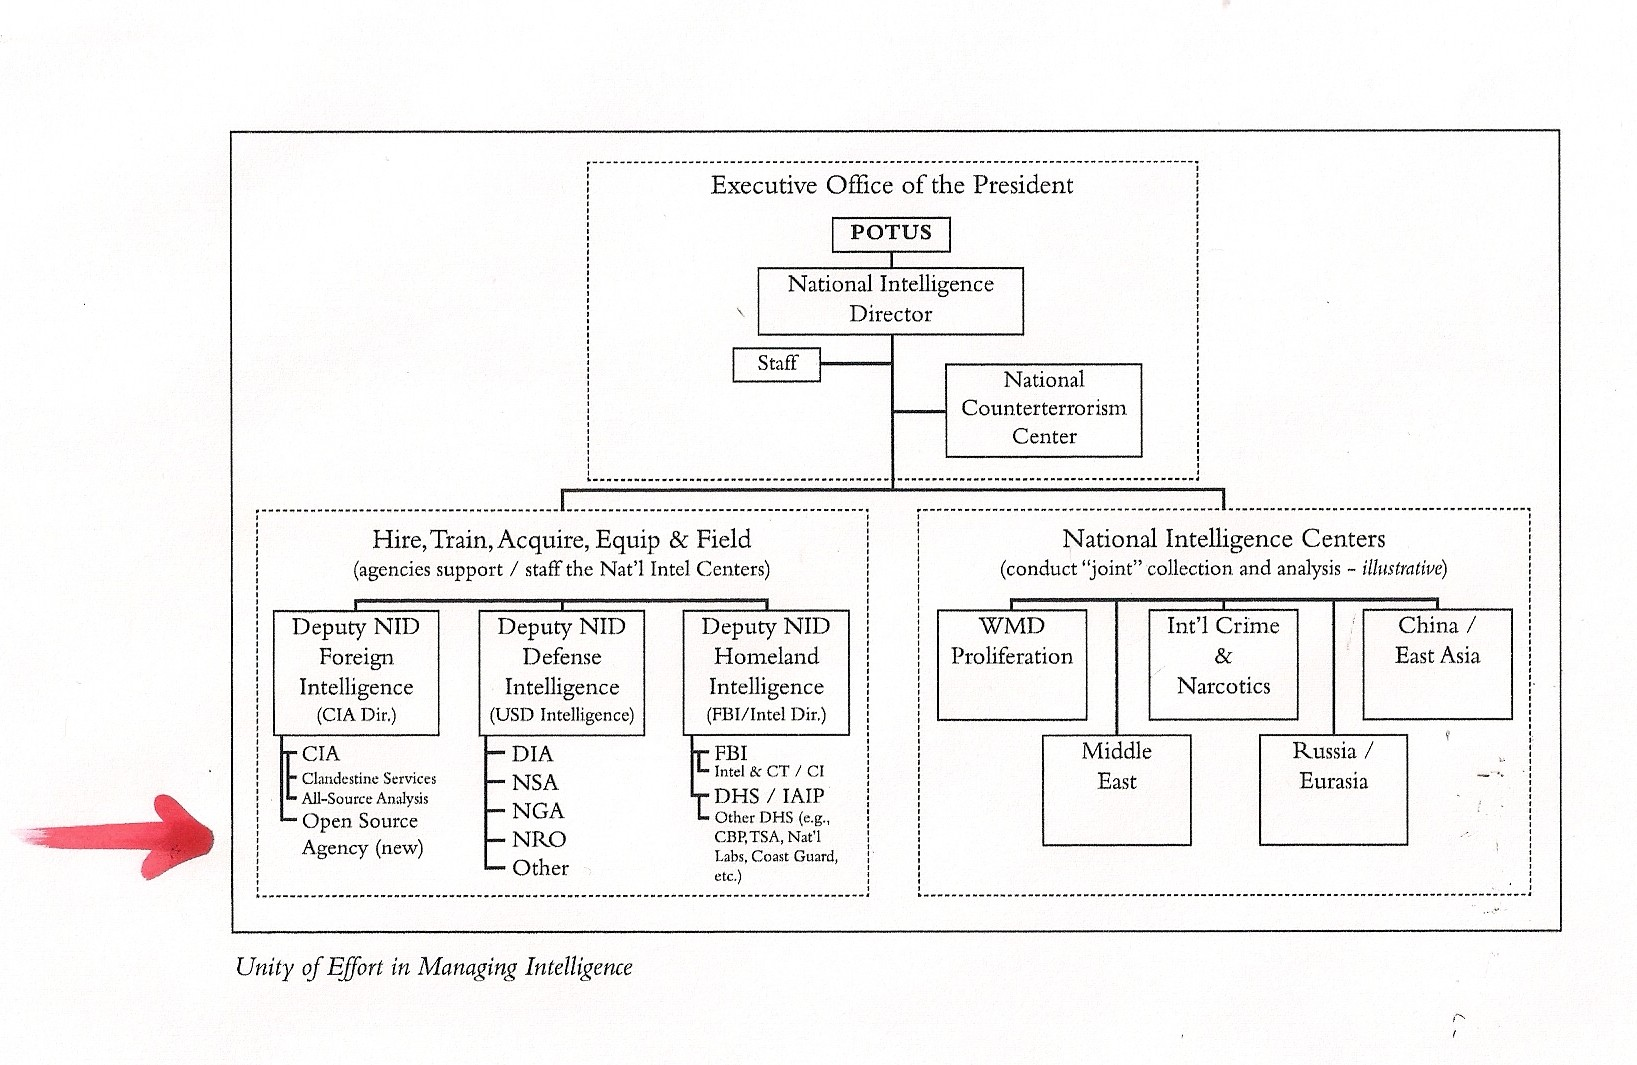 Executive Office of the President
POTUS
National Intelligence
Director
Staff
National
Counterterrorism
Center
Hire, Train, Acquire, Equip & Field
(agencies support / staff the Nat'l Intel Centers)
Deputy NID
Foreign
Intelligence
(CIA Dir.)
CIA
Clandestine Services
All-Source Analysis
Open Source
Agency (new)
Deputy NID
Defense
Intelligence
(USD Intelligence)
DIA
NSA
NGA
NRO
Other
Deputy NID
Homeland
Intelligence
(FBI/Intel Dir.)
FBI
Intel & CT / CI
DHS / IAIP
Other DHS (e.g.,
CBP, TSA, Nat'l
Labs, Coast Guard,
etc.)
National Intelligence Centers
(conduct "joint" collection and analysis – illustrative)
WMD
Proliferation
Int'l Crime
&
Narcotics
China /
East Asia
Middle
East
Russia /
Eurasia
Unity of Effort in Managing Intelligence